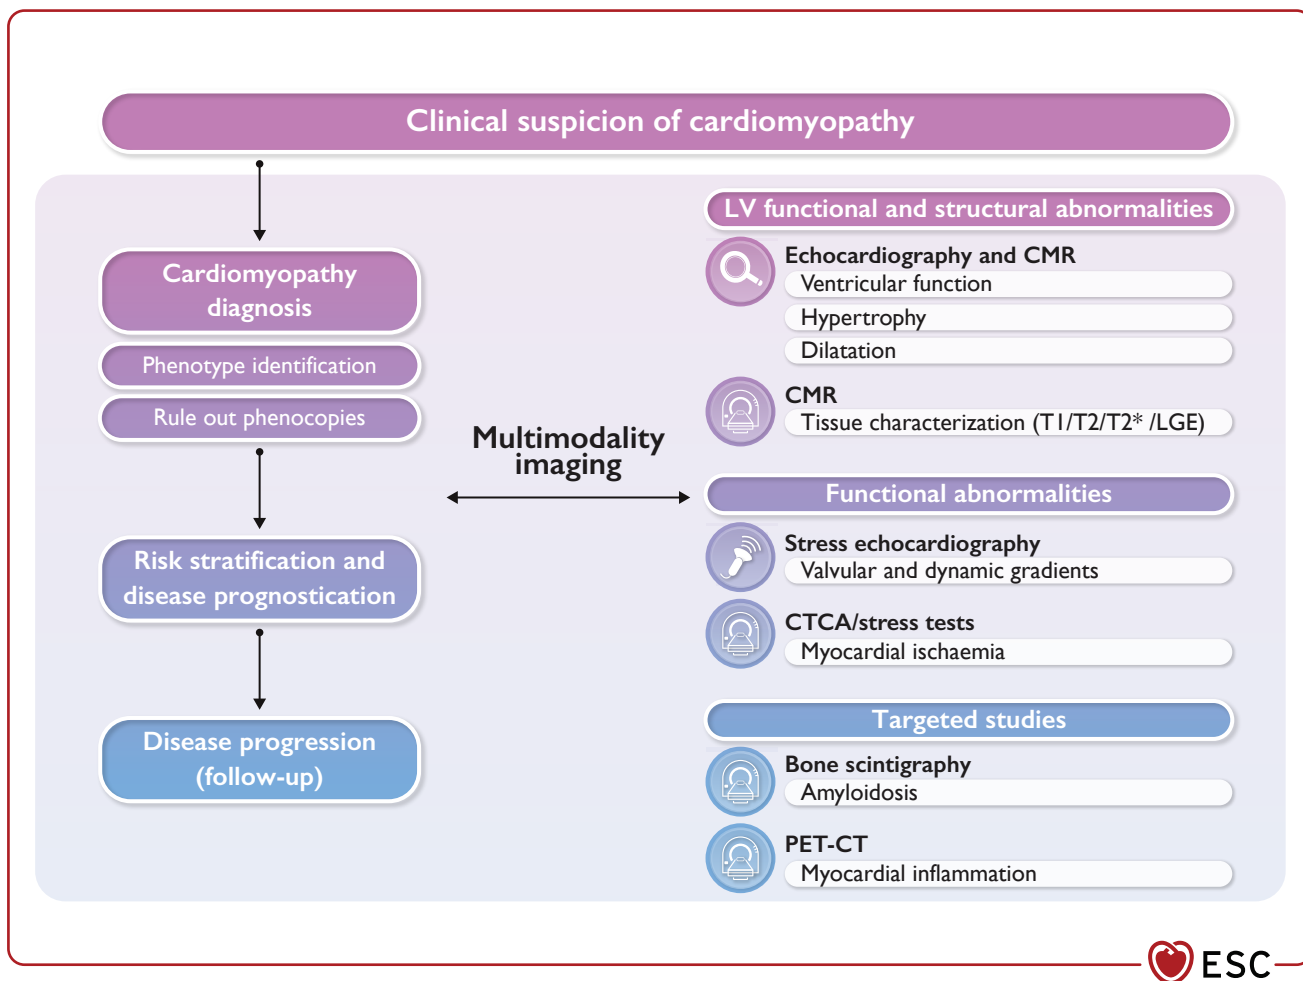 Clinical suspicion of cardiomyopathy
Cardiomyopathy
diagnosis
Phenotype identification
Rule out phenocopies
Risk stratification and
disease prognostication
Disease progression
(follow-up)
Multimodality
imaging
LV functional and structural abnormalities
Echocardiography and CMR
Ventricular function
Hypertrophy
Dilatation
CMR
Tissue characterization (T1/T2/T2* /LGE)
Functional abnormalities
Stress echocardiography
Valvular and dynamic gradients
CTCA/stress tests
Myocardial ischaemia
Targeted studies
Bone scintigraphy
Amyloidosis
PET-CT
Myocardial inflammation
ESC